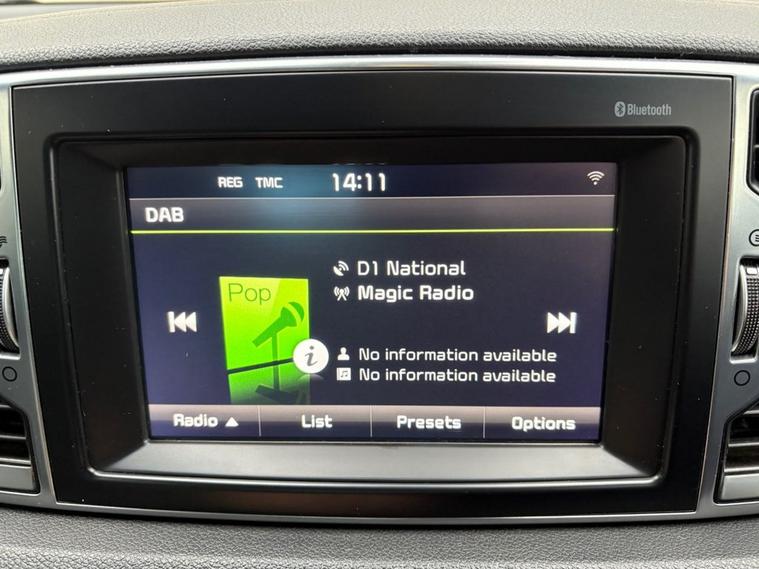 Bluetooth
REG TMC 14:11
DAB
D1 National
Pop
Magic Radio
i
No information available
No information available
Radio List Presets Options